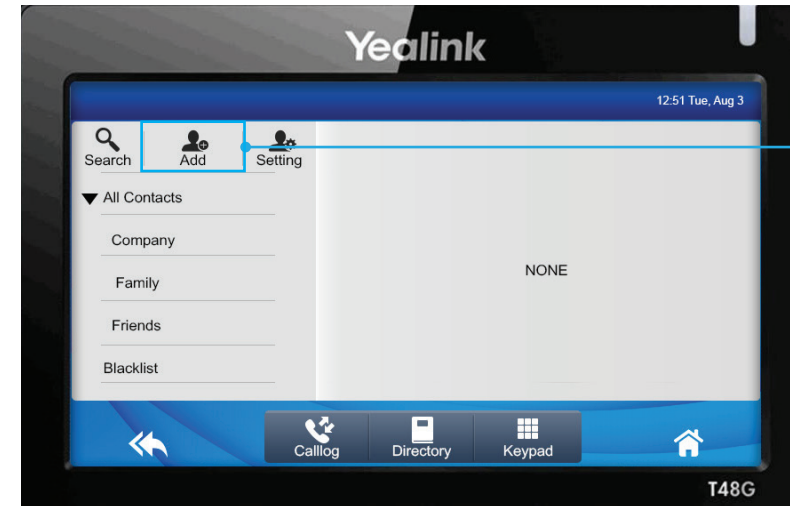 Yealink
12:51 Tue, Aug 3
Search Add Setting
All Contacts
Company
Family
NONE
Friends
Blacklist
Calllog Directory Keypad
T48G